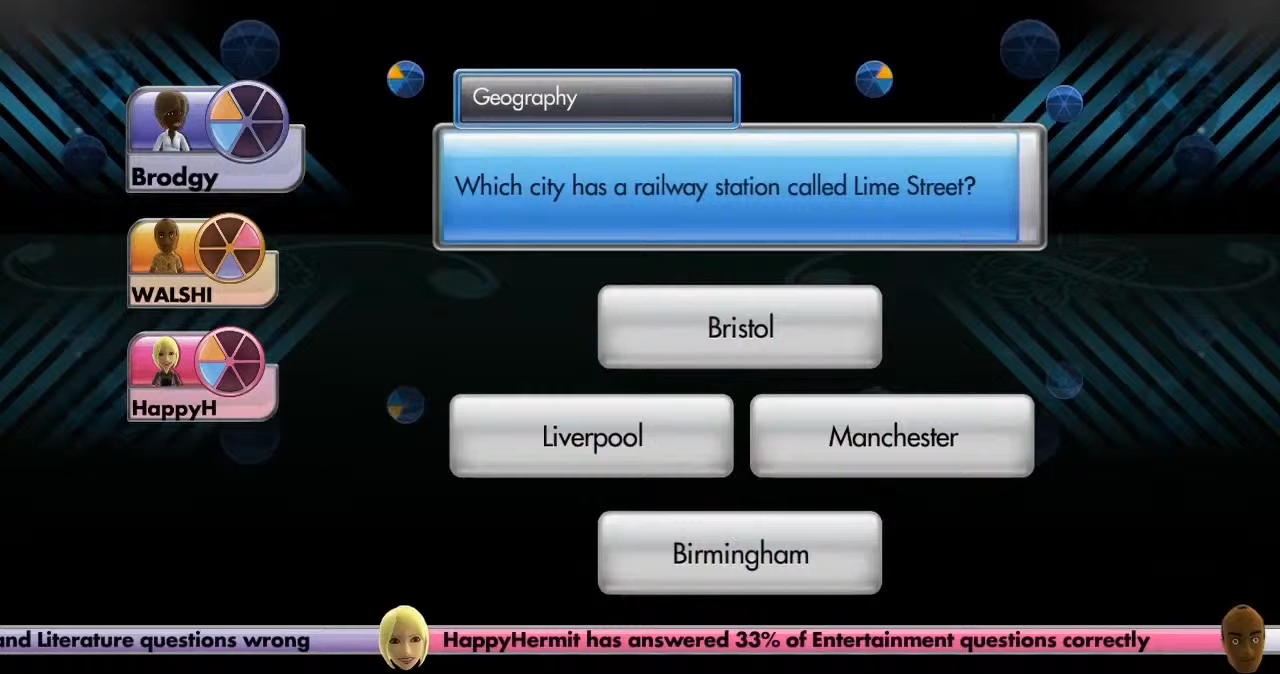 Geography
Which city has a railway station called Lime Street?
Brodgy
WALSHI
HappyH
Bristol
Liverpool
Manchester
Birmingham
and Literature questions wrong
HappyHermit has answered 33% of Entertainment questions correctly